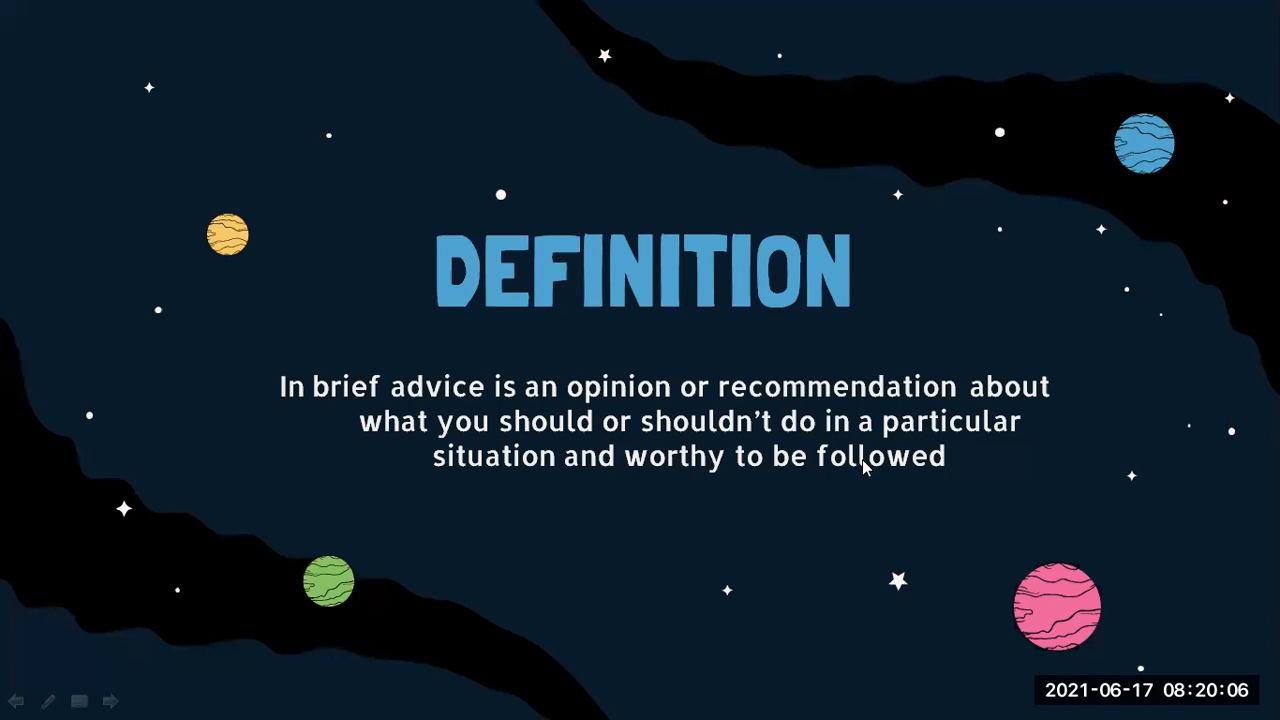 DEFINITION
In brief advice is an opinion or recommendation about
what you should or shouldn’t do in a particular
situation and worthy to be followed
2021-06-17 08:20:06